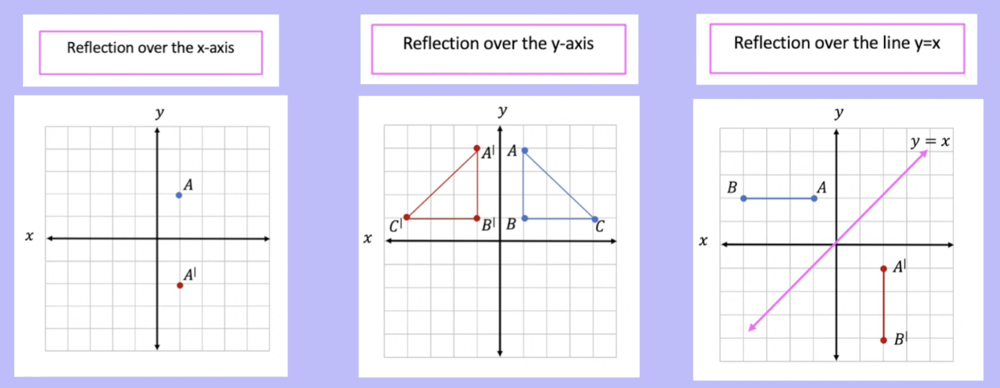 Reflection over the x-axis
Reflection over the y-axis
Reflection over the line y=x
y
A
x
A|
y
A|
A
C|
B|
B
C
x
y
y = x
B
A
x
A|
B|